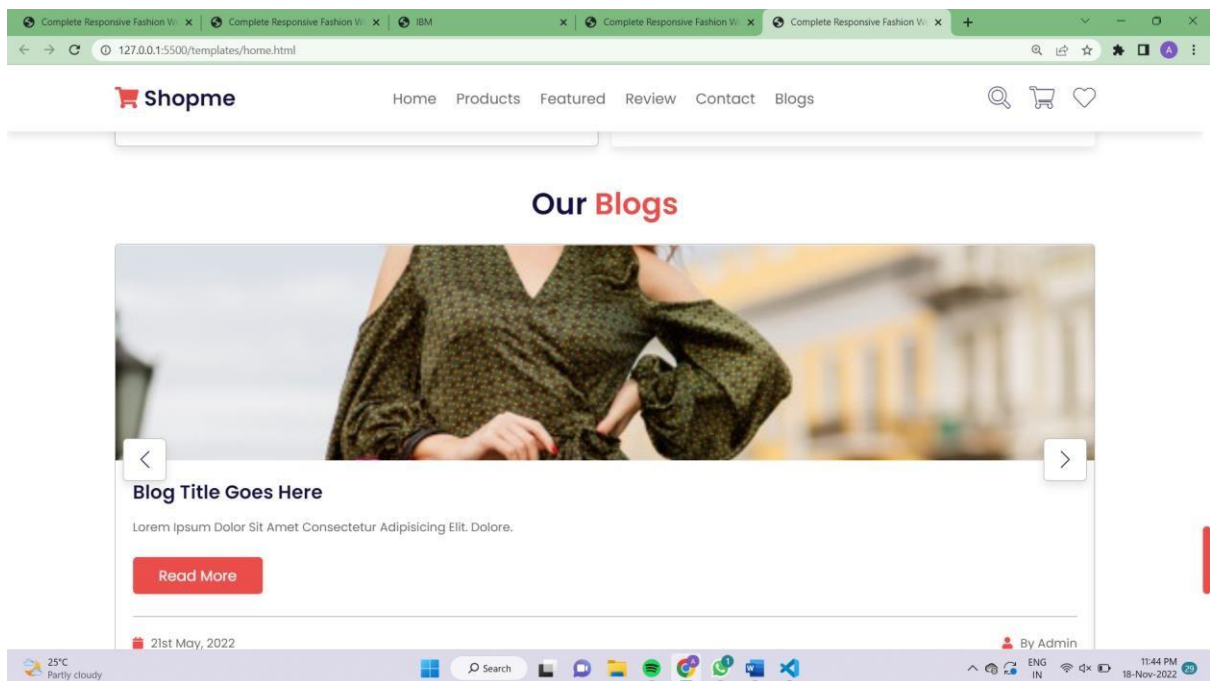 Complete Responsive Fashion W
Complete Responsive Fashion W
IBM
Complete Responsive Fashion W
Complete Responsive Fashion W
127.0.0.1:5500/templates/home.html
A
Shopme
Home Products Featured Review Contact Blogs
Our Blogs
Blog Title Goes Here
Lorem Ipsum Dolor Sit Amet Consectetur Adipisicing Elit. Dolore.
Read More
21st May, 2022
By Admin
25°C
Partly cloudy
Search
ENG
IN
11:44 PM
18-Nov-2022
29